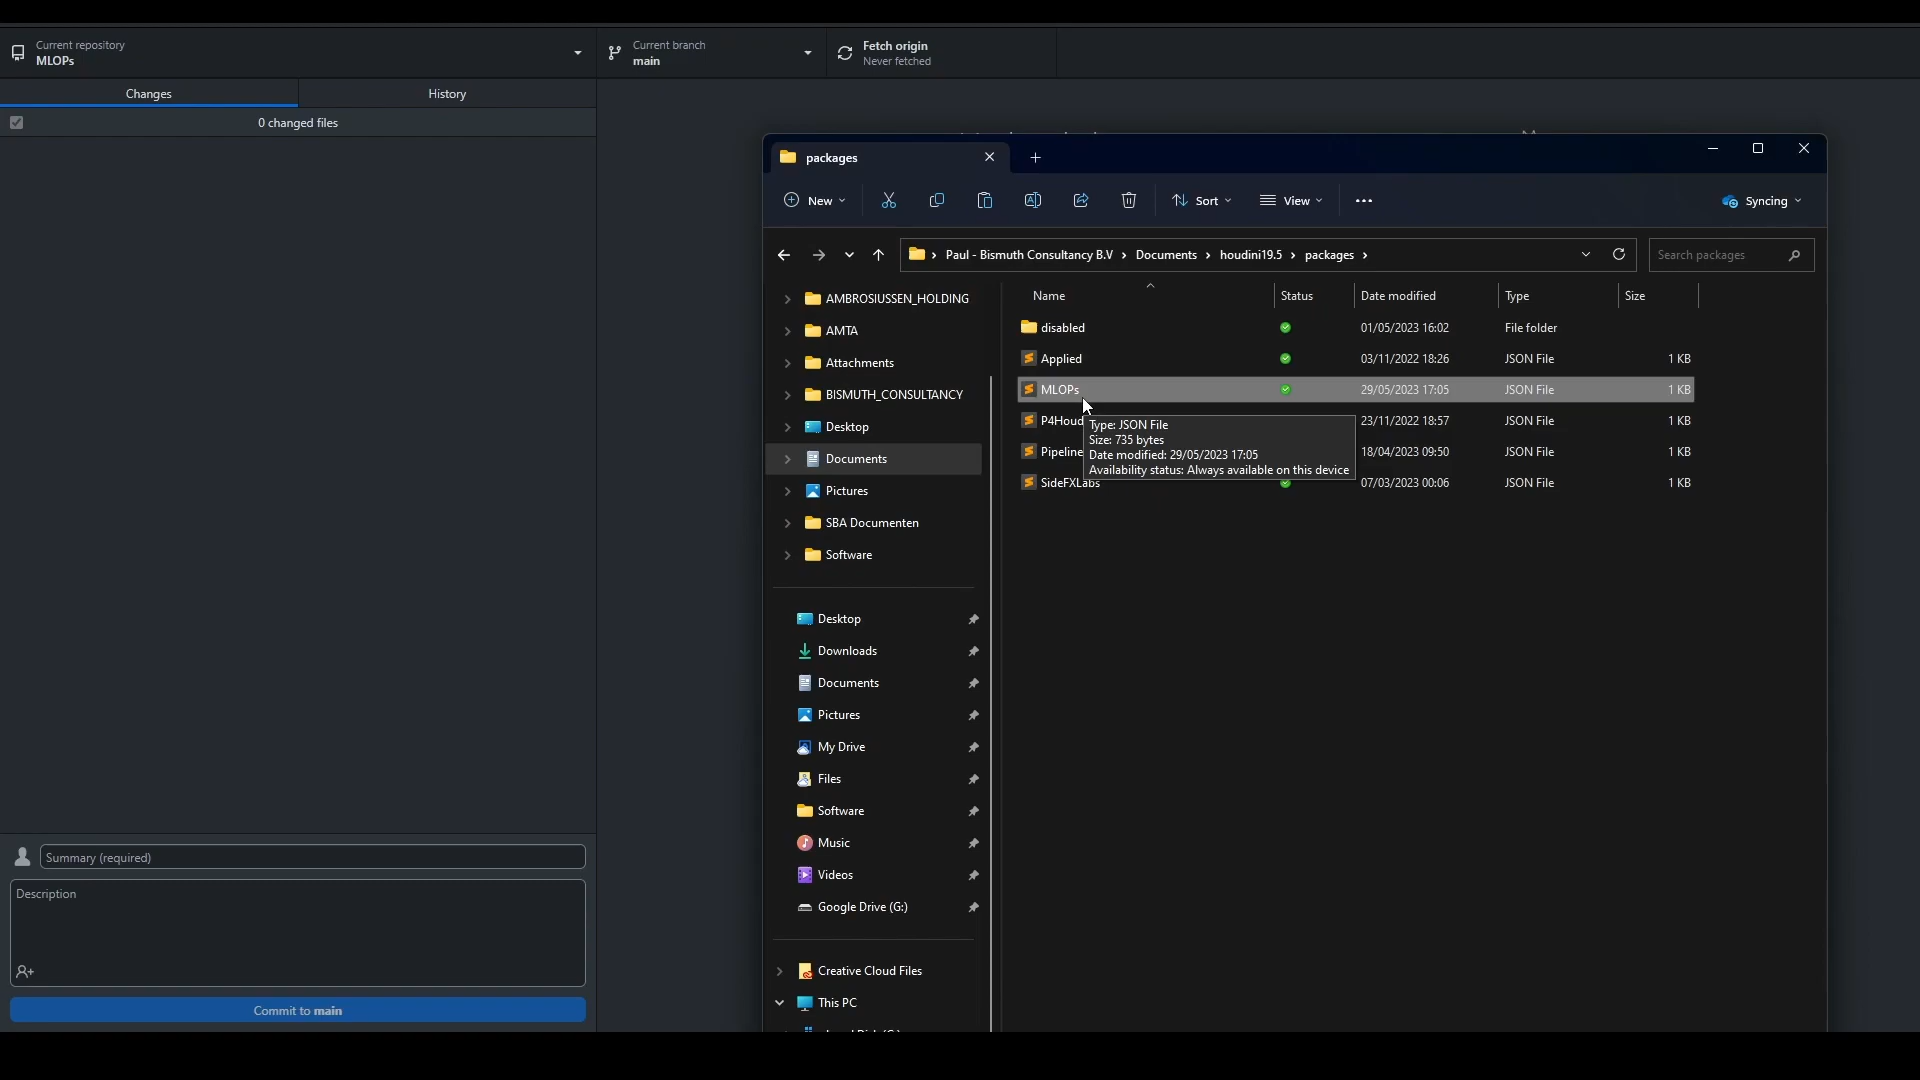 Current repository
MLOPs
Current branch
main
Fetch origin
Never fetched
Changes
History
0 changed files
packages
New
Sort
View
Syncing
Paul - Bismuth Consultancy B.V
Documents
houdini19.5
packages
Search packages
AMBROSIUSSEN_HOLDING
AMTA
Attachments
BISMUTH_CONSULTANCY
Desktop
Documents
Pictures
SBA Documenten
Software
Desktop
Downloads
Documents
Pictures
My Drive
Files
Software
Music
Videos
Google Drive (G:)
Creative Cloud Files
This PC
Name Status Date modified Type Size
disabled 01/05/2023 16:02 File folder
Applied 03/11/2022 18:26 JSON File 1 KB
MLOPs 29/05/2023 17:05 JSON File 1 KB
P4Houd 23/11/2022 18:57 JSON File 1 KB
Pipeline 18/04/2023 09:50 JSON File 1 KB
SideFXLabs 07/03/2023 00:06 JSON File 1 KB
Type: JSON File
Size: 735 bytes
Date modified: 29/05/2023 17:05
Availability status: Always available on this device
Summary (required)
Description
Commit to main